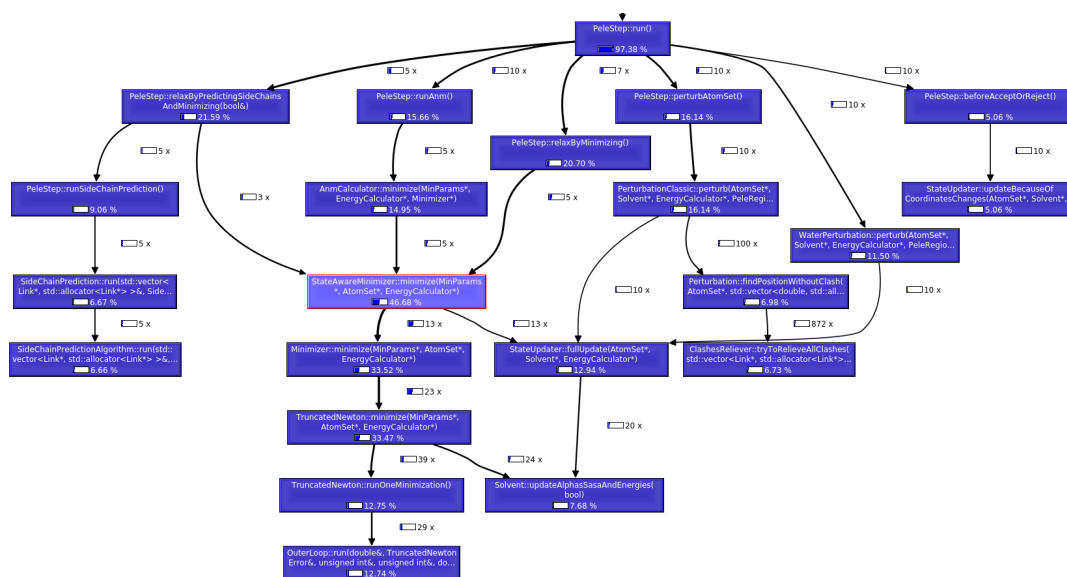 PeleStep::run()
97.38 %
5 x
10 x
7 x
10 x
10 x
10 x
PeleStep::relaxByPredictingSideChains
AndMinimizing(bool&)
21.59 %
PeleStep::runAnm()
15.66 %
PeleStep::perturbAtomSet()
16.14 %
PeleStep::beforeAcceptOrReject()
5.06 %
PeleStep::relaxByMinimizing()
20.70 %
5 x
5 x
10 x
10 x
PeleStep::runSideChainPrediction()
9.06 %
3 x
AnmCalculator::minimize(MinParams*,
EnergyCalculator*, Minimizer*)
14.95 %
5 x
PerturbationClassic::perturb(AtomSet*,
Solvent*, EnergyCalculator*, PeleRegi...
16.14 %
StateUpdater::updateBecauseOf
CoordinatesChanges(AtomSet*, Solvent*,
5.06 %
WaterPerturbation::perturb(AtomSet*,
Solvent*, EnergyCalculator*, PeleRegio...
11.50 %
5 x
5 x
100 x
SideChainPrediction::run(std::vector<
Link*, std::allocator<Link*> >&, Side...
6.67 %
StateAwareMinimizer::minimize(MinParams
*, AtomSet*, EnergyCalculator*)
46.68 %
10 x
Perturbation::findPositionWithoutClash(
AtomSet*, std::vector<double, std::all...
6.98 %
10 x
5 x
13 x
13 x
872 x
SideChainPredictionAlgorithm::run(std::
vector<Link*, std::allocator<Link*> >&,...
6.66 %
Minimizer::minimize(MinParams*, AtomSet*,
EnergyCalculator*)
33.52 %
StateUpdater::fullUpdate(AtomSet*,
Solvent*, EnergyCalculator*)
12.94 %
ClashesReliever::tryToRelieveAllClashes(
std::vector<Link*, std::allocator<Link*>...
6.73 %
23 x
TruncatedNewton::minimize(MinParams*,
AtomSet*, EnergyCalculator*)
33.47 %
20 x
39 x
24 x
TruncatedNewton::runOneMinimization()
12.75 %
Solvent::updateAlphasSasaAndEnergies(
bool)
7.68 %
29 x
OuterLoop::run(double&, TruncatedNewton
Error&, unsigned int&, unsigned int&, do...
12.74 %